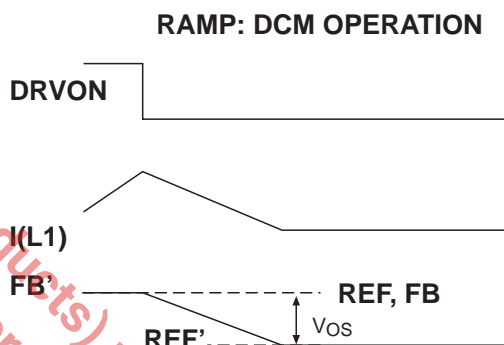 RAMP: DCM OPERATION
DRVON
I(L1)
FB’
REF, FB
VOS
REF’